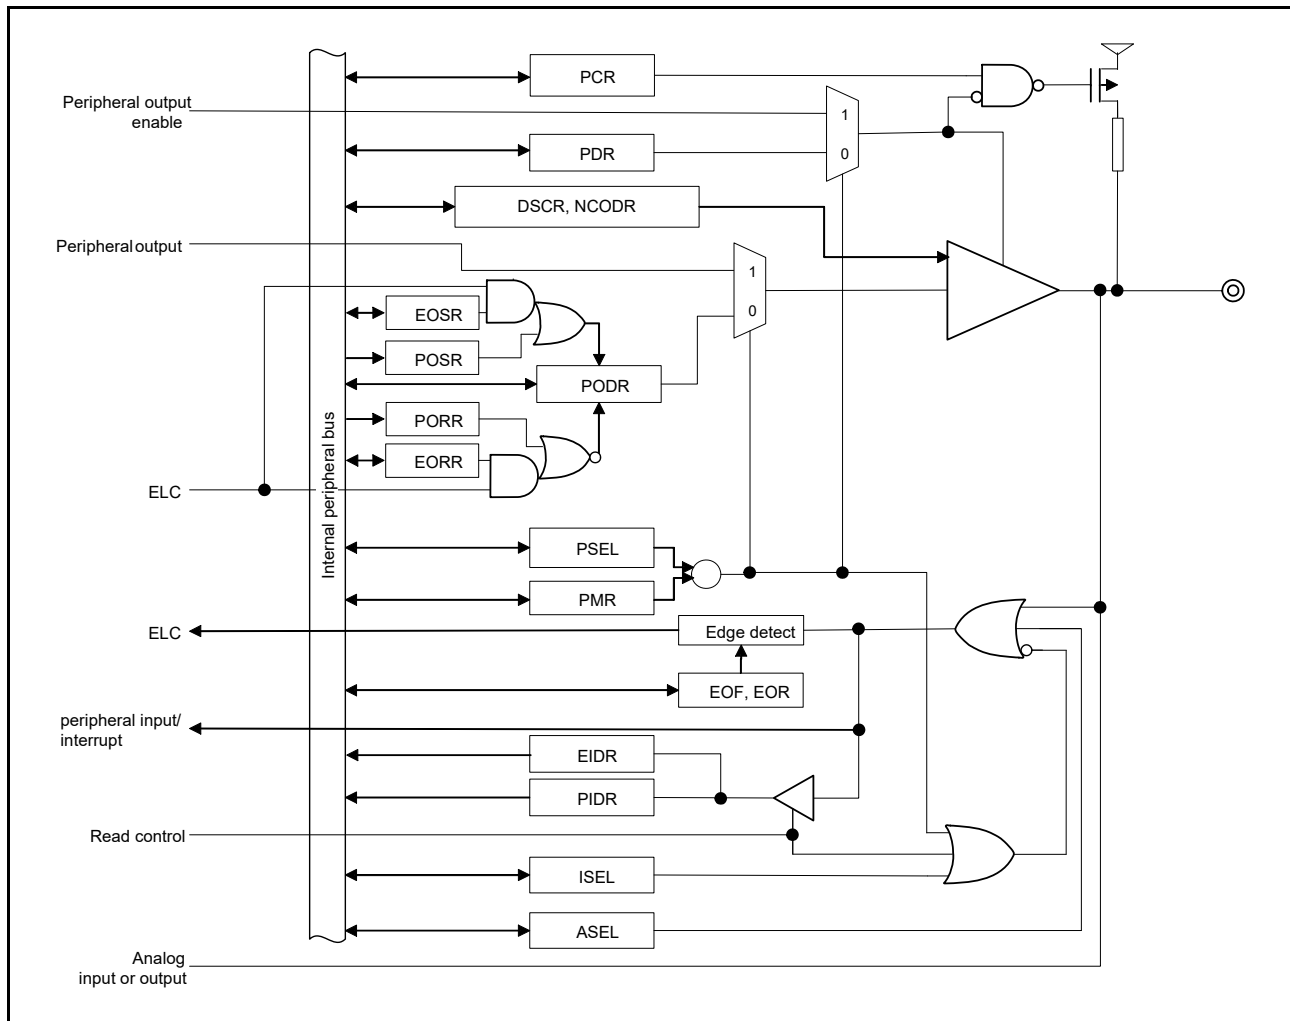 PCR
Peripheral output
enable
1
0
PDR
DSCR, NCODR
Peripheral output
1
0
EOSR
POSR
PODR
PORR
EORR
ELC
Internal peripheral bus
PSEL
PMR
ELC
Edge detect
EOF, EOR
peripheral input/
interrupt
EIDR
PIDR
Read control
ISEL
ASEL
Analog
input or output